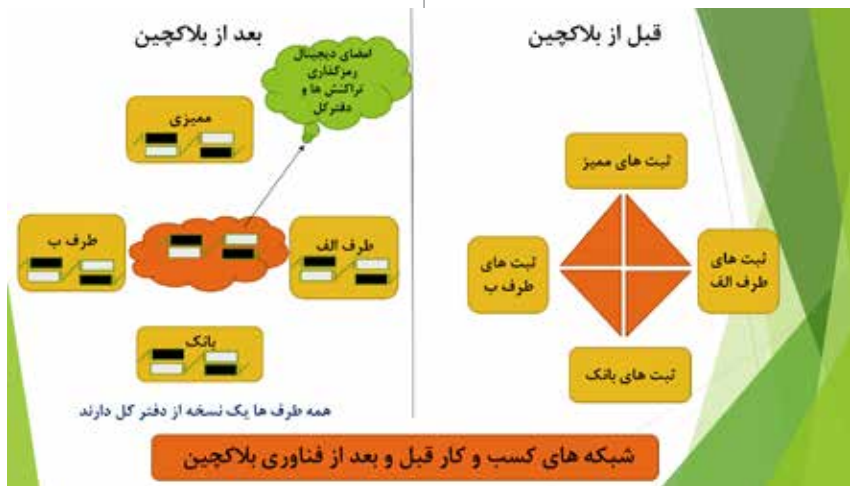 قبل از بلاکچین
ثبت های ممیز
ثبت های
طرف الف
ثبت های
طرف ب
ثبت های بانک
بعد از بلاکچین
امضای دیجیتال
رمزگذاری
تراکنش ها و
دفتر کل
ممیزی
طرف الف
طرف ب
بانک
همه طرف ها یک نسخه از دفتر کل دارند
شبکه های کسب و کار قبل و بعد از فناوری بلاکچین